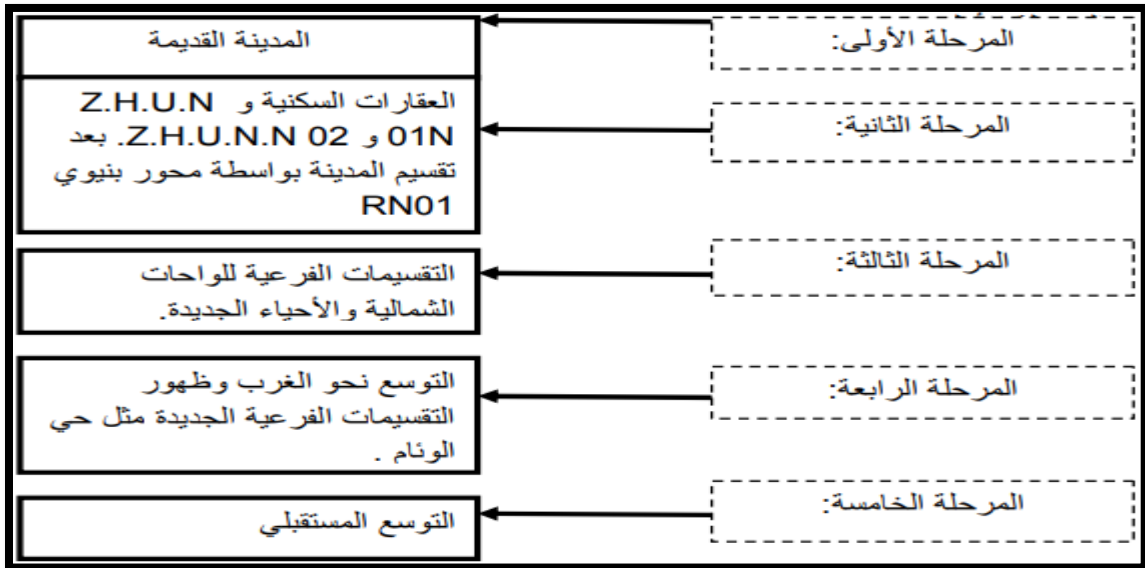 المرحلة الأولى:
المدينة القديمة
المرحلة الثانية:
العقارات السكنية و Z.H.U.N
01N و Z.H.U.N.N 02. بعد
تقسيم المدينة بواسطة محور بنيوي
RN01
المرحلة الثالثة:
التقسيمات الفرعية للواحات
الشمالية والأحياء الجديدة.
المرحلة الرابعة:
التوسع نحو الغرب وظهور
التقسيمات الفرعية الجديدة مثل حي
الوئام .
المرحلة الخامسة:
التوسع المستقبلي